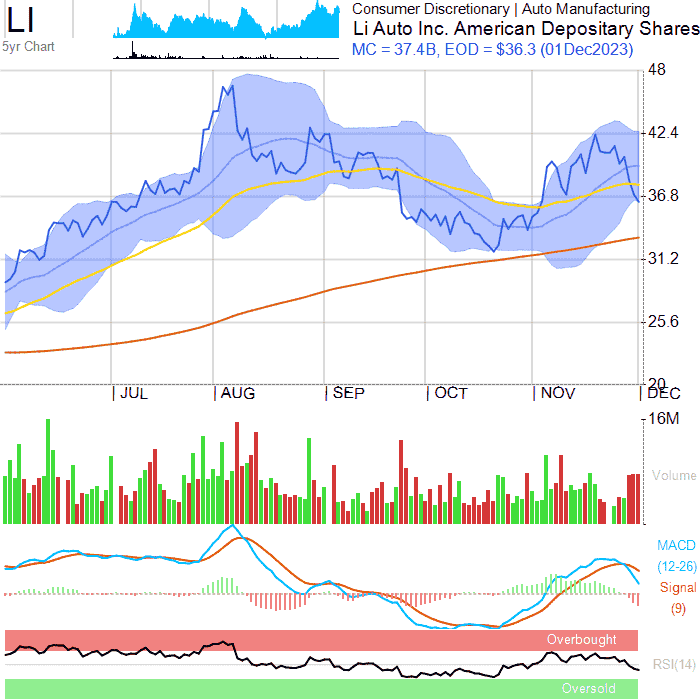 LI
5yr Chart
Consumer Discretionary | Auto Manufacturing
Li Auto Inc. American Depositary Shares
MC = 37.4B, EOD = $36.3 (01Dec2023)
48
42.4
36.8
31.2
25.6
20
JUL AUG SEP OCT NOV DEC
16M
Volume
MACD
(12-26)
Signal
(9)
Overbought
RSI(14)
Oversold